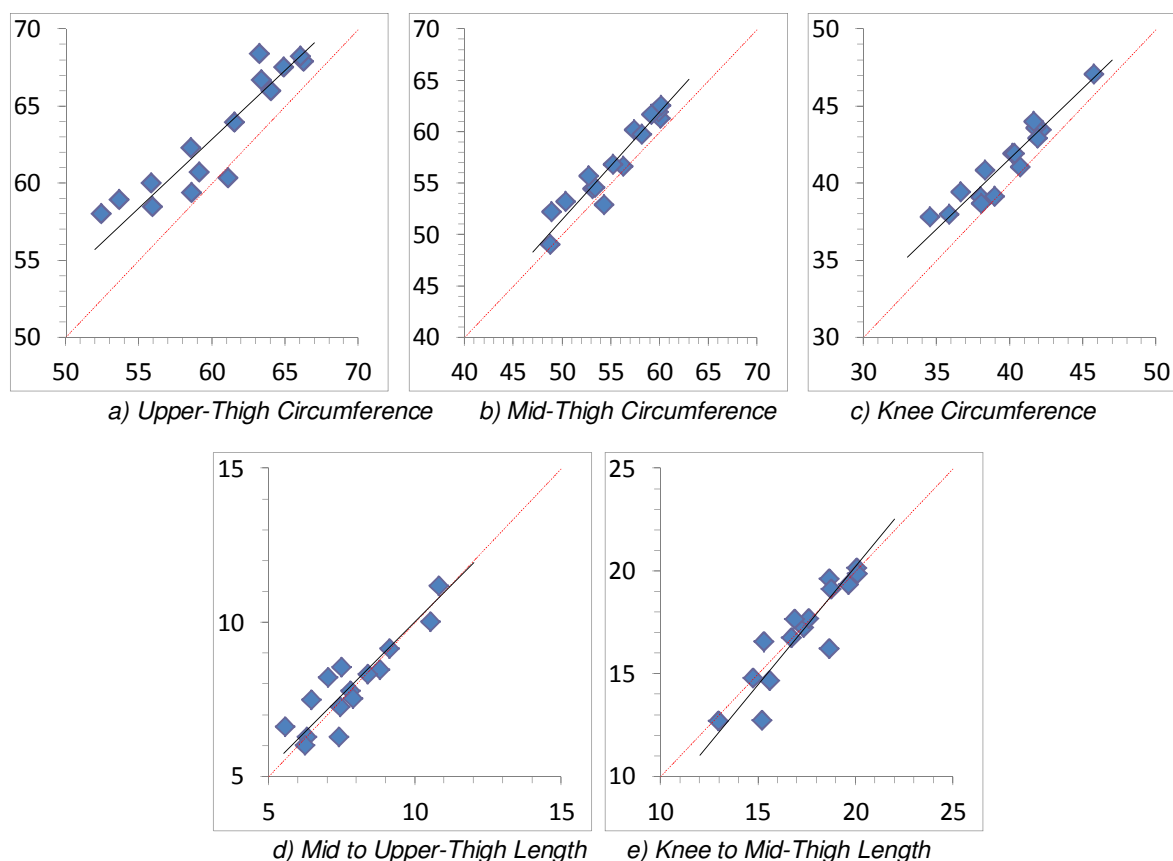 70 70 50
65 65
60 45
60 55 40
50
55 45 35
50 40 30
50 55 60 65 70 40 45 50 55 60 65 70 30 35 40 45 50
a) Upper-Thigh Circumference b) Mid-Thigh Circumference c) Knee Circumference
15 25
20
10
15
5 10
5 10 15 10 15 20 25
d) Mid to Upper-Thigh Length e) Knee to Mid-Thigh Length